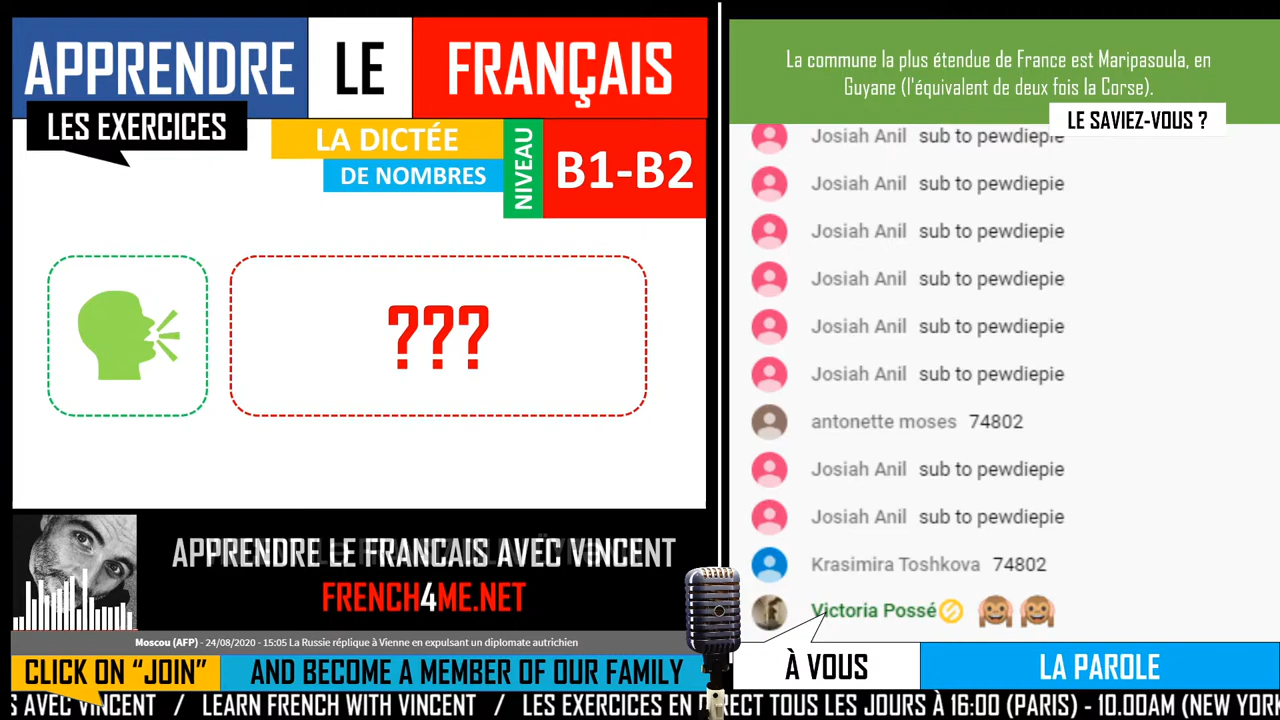 APPRENDRE LE FRANÇAIS
LES EXERCICES
LA DICTÉE
DE NOMBRES
NIVEAU
B1-B2
???
APPRENDRE LE FRANCAIS AVEC VINCENT
FRENCH4ME.NET
Moscou (AFP) - 24/08/2020 - 15:05 La Russie réplique à Vienne en expulsant un diplomate autrichien
CLICK ON “JOIN”
AND BECOME A MEMBER OF OUR FAMILY
La commune la plus étendue de France est Maripasoula, en
Guyane (l'équivalent de deux fois la Corse).
LE SAVIEZ-VOUS ?
Josiah Anil sub to pewdiepie
Josiah Anil sub to pewdiepie
Josiah Anil sub to pewdiepie
Josiah Anil sub to pewdiepie
Josiah Anil sub to pewdiepie
Josiah Anil sub to pewdiepie
antonette moses 74802
Josiah Anil sub to pewdiepie
Josiah Anil sub to pewdiepie
Krasimira Toshkova 74802
Victoria Possé
À VOUS
LA PAROLE
S AVEC VINCENT / LEARN FRENCH WITH VINCENT / LES EXERCICES EN DIRECT TOUS LES JOURS À 16:00 (PARIS) - 10.00AM (NEW YORK